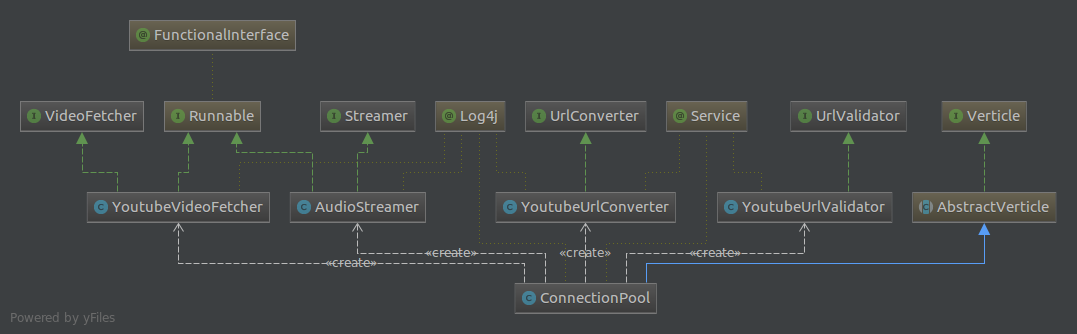 @ FunctionalInterface
I VideoFetcher
I Runnable
I Streamer
@ Log4j
I UrlConverter
@ Service
I UrlValidator
I Verticle
C YoutubeVideoFetcher
C AudioStreamer
C YoutubeUrlConverter
C YoutubeUrlValidator
C AbstractVerticle
«create»
«create»
«create»
«create»
C ConnectionPool
Powered by yFiles